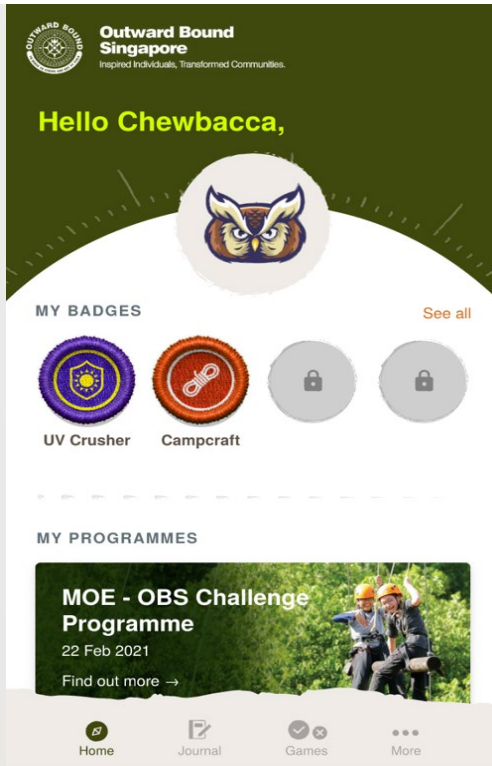 Outward Bound
Singapore
Inspired Individuals, Transformed Communities.
Hello Chewbacca,
MY BADGES
See all
UV Crusher
Campcraft
MY PROGRAMMES
MOE - OBS Challenge
Programme
22 Feb 2021
Find out more →
Home
Journal
Games
More